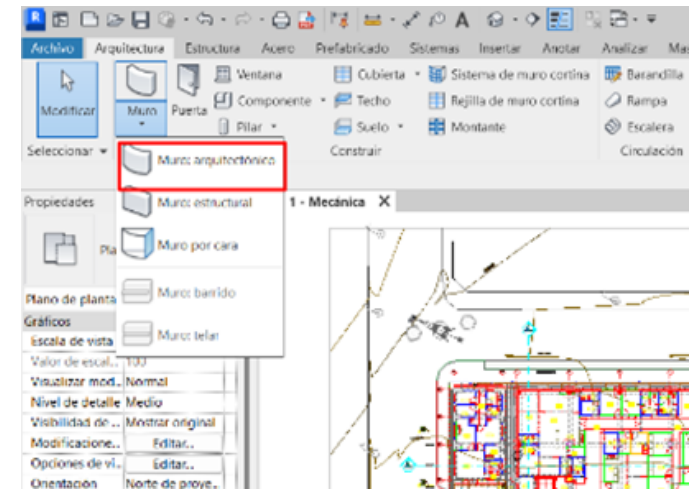 Archivo Arquitectura Estructura Acero Prefabricado Sistemas Insertar Anotar Analizar Mas
Modificar
Muro
Puerta
Ventana
Componente
Pilar
Cubierta
Techo
Suelo
Sistema de muro cortina
Rejilla de muro cortina
Montante
Barandilla
Rampa
Escalera
Seleccionar
Construir
Circulación
Muro: arquitectónico
Muro: estructural
Muro por cara
Muro: barrido
Muro: telar
Propiedades
1 - Mecánica X
Pla
Plano de planta
Gráficos
Escala de vista
Valor de escal... 100
Visualizar mod... Normal
Nivel de detalle Medio
Visibilidad de ... Mostrar original
Modificacione... Editar...
Opciones de vi... Editar...
Orientación Norte de proye...